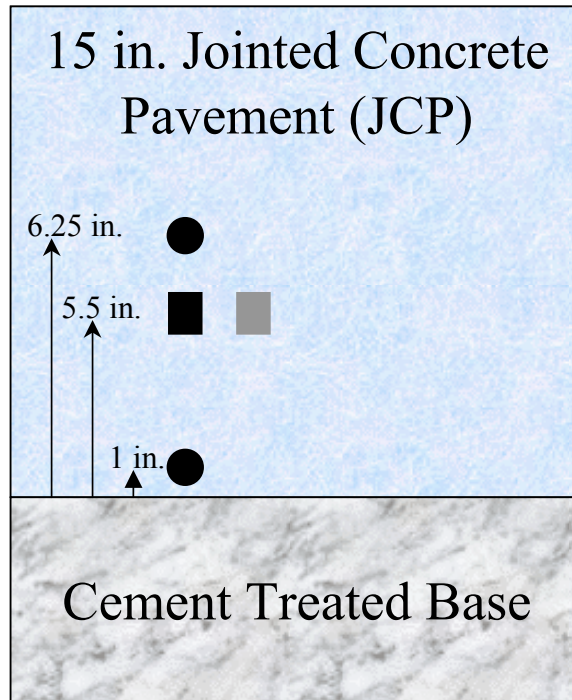 15 in. Jointed Concrete
Pavement (JCP)
6.25 in.
5.5 in.
1 in.
Cement Treated Base